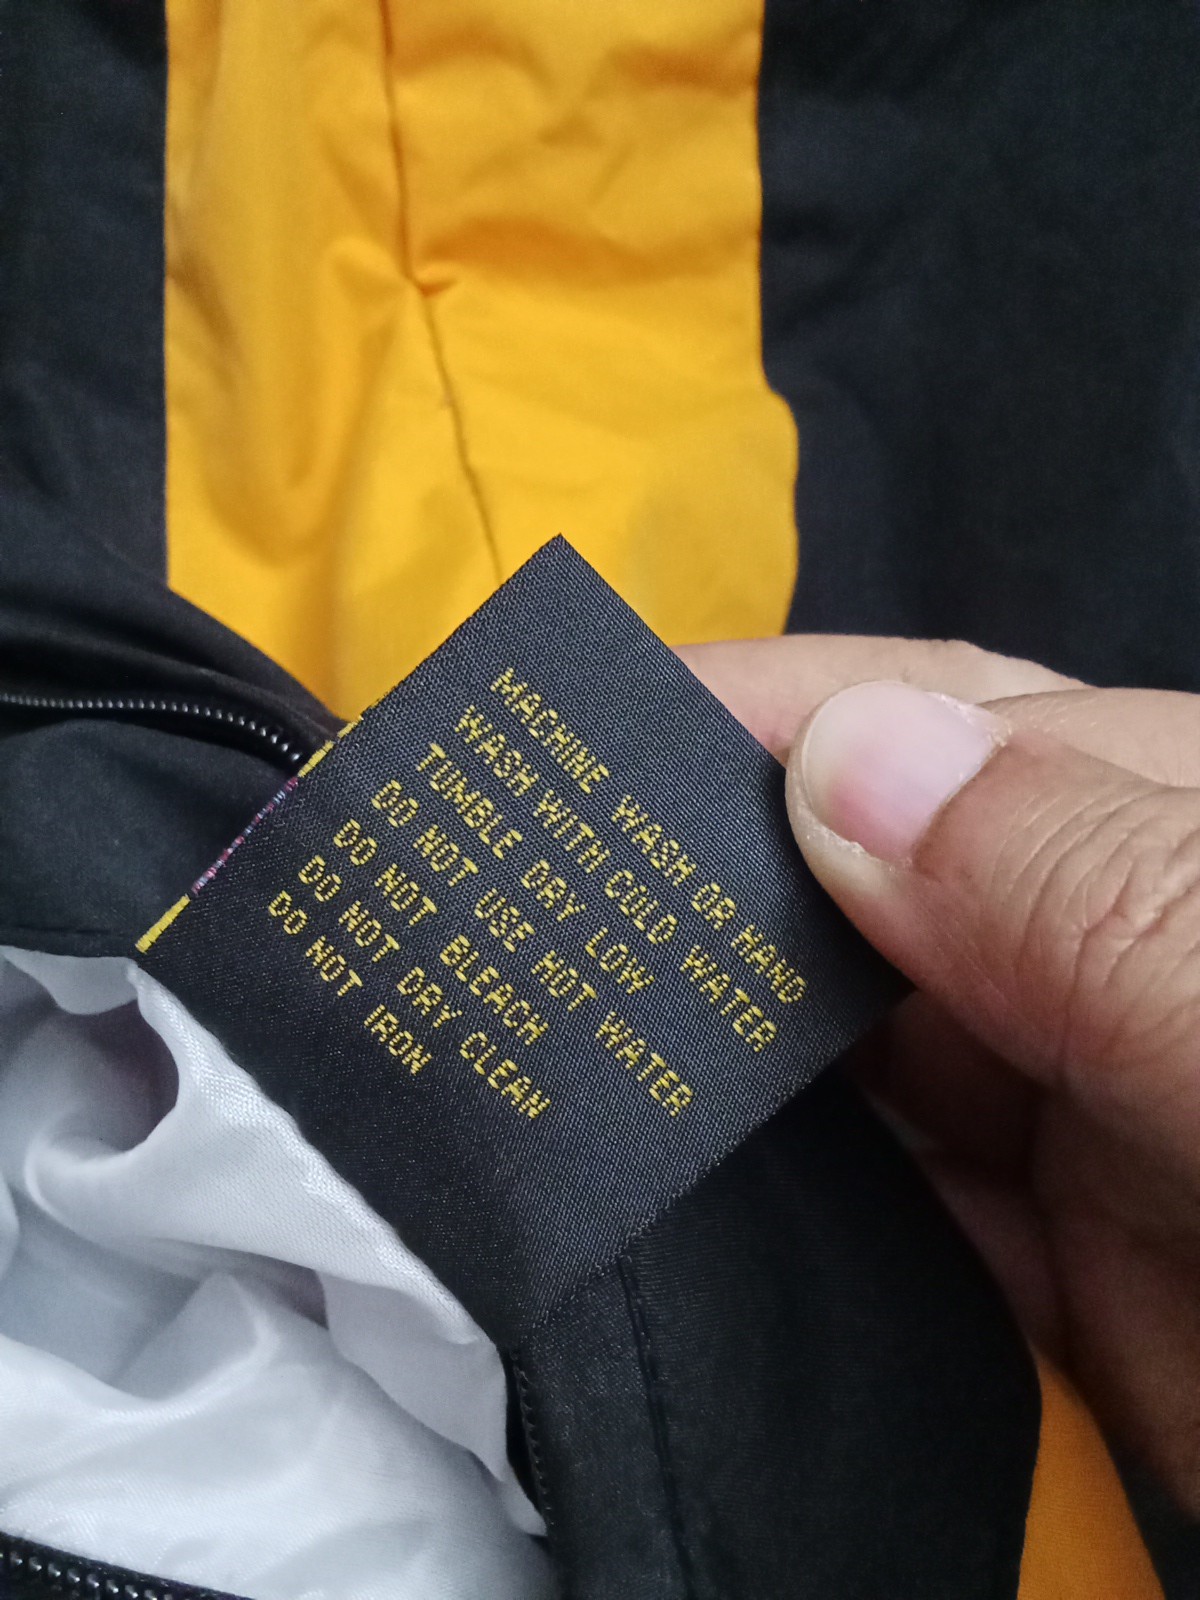 MACHINE WASH OR HAND
WASH WITH COLD WATER
TUMBLE DRY LOW
DO NOT USE HOT WATER
DO NOT BLEACH
DO NOT DRY CLEAN
DO NOT IRON